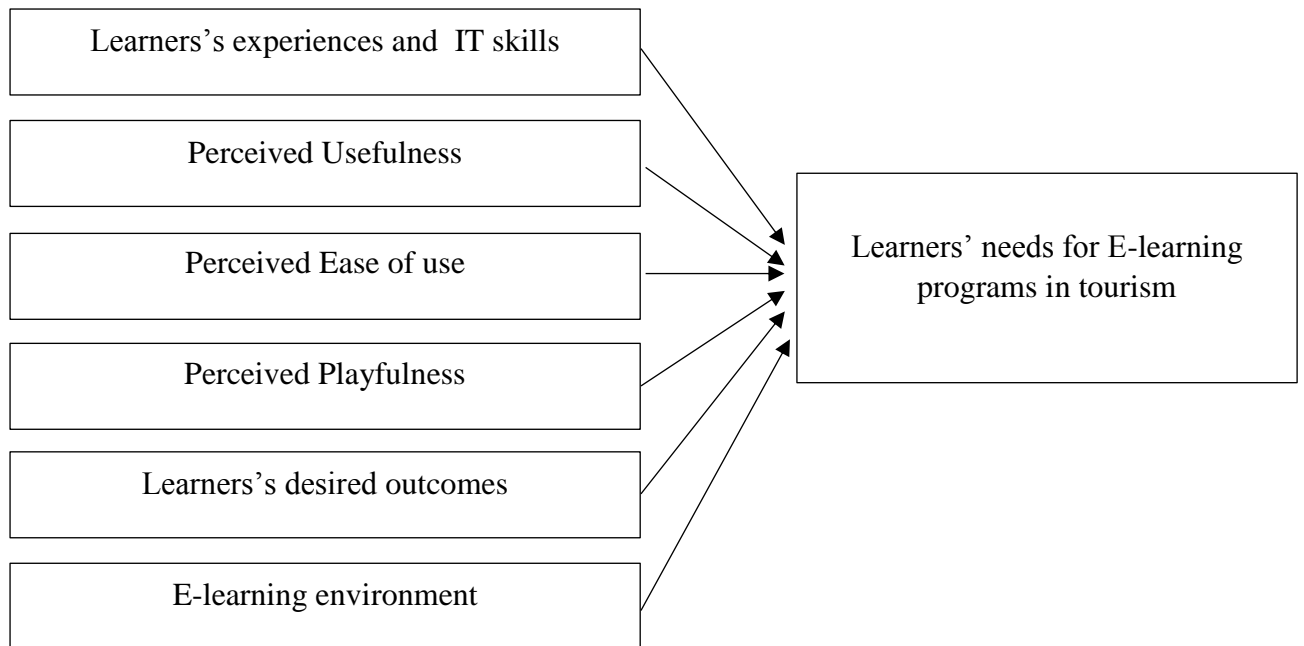 Learners’s experiences and IT skills
Perceived Usefulness
Perceived Ease of use
Perceived Playfulness
Learners’s desired outcomes
E-learning environment
Learners’ needs for E-learning
programs in tourism